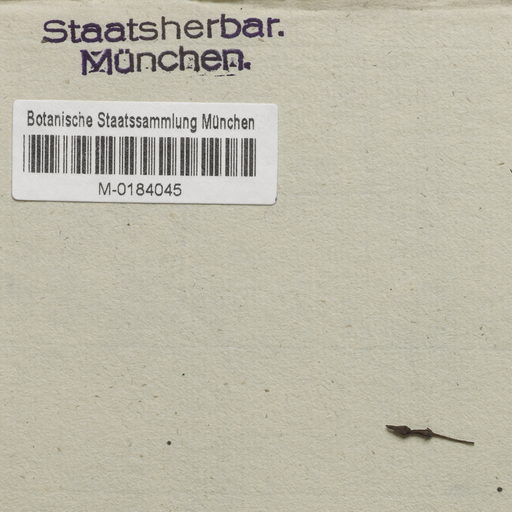 Staatsherbar.
München.
Botanische Staatssammlung München
M-0184045